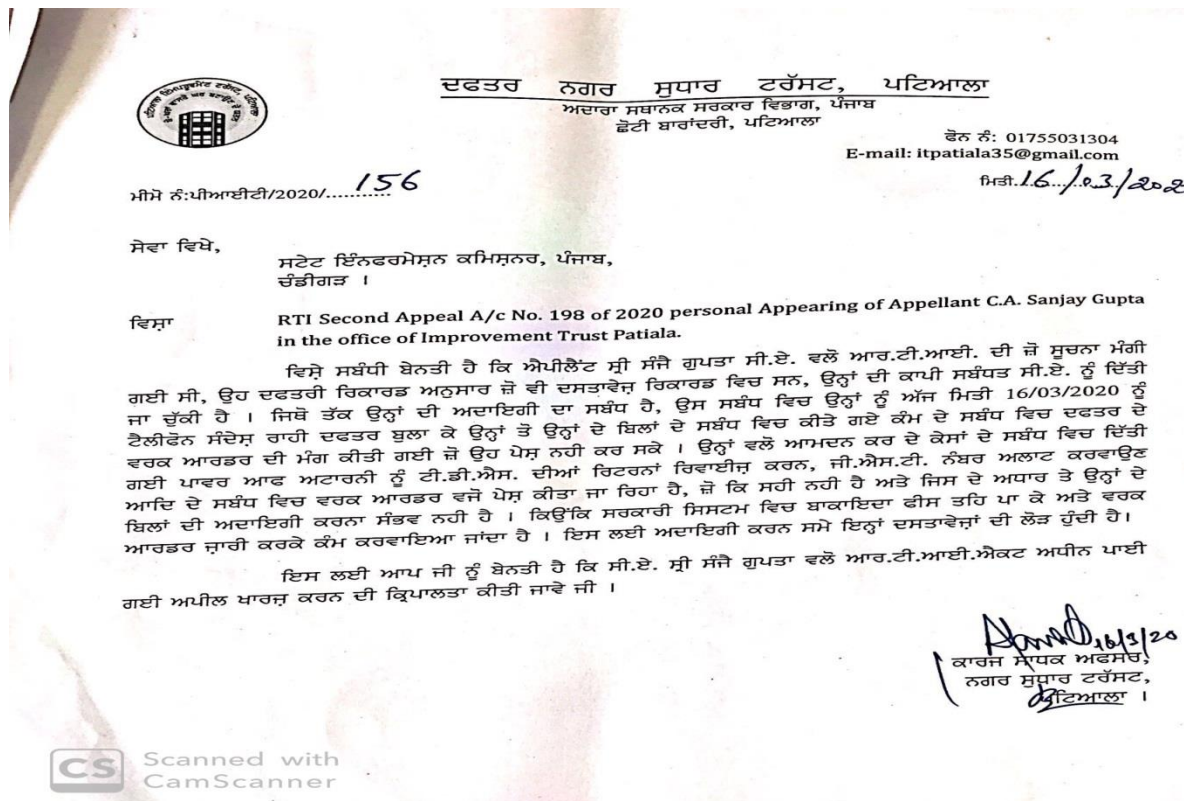 ਦਫਤਰ ਨਗਰ ਸੁਧਾਰ ਟਰੱਸਟ, ਪਟਿਆਲਾ
ਅਦਾਰਾ ਸਥਾਨਕ ਸਰਕਾਰ ਵਿਭਾਗ, ਪੰਜਾਬ
ਛੋਟੀ ਬਾਰਾਂਦਰੀ, ਪਟਿਆਲਾ
ਫੋਨ ਨੰ: 01755031304
E-mail: itpatiala35@gmail.com
ਮੀਮੋ ਨੰ:ਪੀਆਈਟੀ/2020/...........156
ਮਿਤੀ.16/03/202
ਸੇਵਾ ਵਿਖੇ,
ਸਟੇਟ ਇੰਨਫਰਮੇਸ਼ਨ ਕਮਿਸ਼ਨਰ, ਪੰਜਾਬ,
ਚੰਡੀਗੜ ।
ਵਿਸ਼ਾ RTI Second Appeal A/c No. 198 of 2020 personal Appearing of Appellant C.A. Sanjay Gupta
in the office of Improvement Trust Patiala.
ਵਿਸ਼ੇ ਸਬੰਧੀ ਬੇਨਤੀ ਹੈ ਕਿ ਐਪੀਲੈਂਟ ਸ੍ਰੀ ਸੰਜੈ ਗੁਪਤਾ ਸੀ.ਏ. ਵਲੋ ਆਰ.ਟੀ.ਆਈ. ਦੀ ਜੋ ਸੂਚਨਾ ਮੰਗੀ
ਗਈ ਸੀ, ਉਹ ਦਫਤਰੀ ਰਿਕਾਰਡ ਅਨੁਸਾਰ ਜੋ ਵੀ ਦਸਤਾਵੇਜ਼ ਰਿਕਾਰਡ ਵਿਚ ਸਨ, ਉਨ੍ਹਾਂ ਦੀ ਕਾਪੀ ਸਬੰਧਤ ਸੀ.ਏ. ਨੂੰ ਦਿੱਤੀ
ਜਾ ਚੁੱਕੀ ਹੈ । ਜਿਥੋ ਤੱਕ ਉਨ੍ਹਾਂ ਦੀ ਅਦਾਇਗੀ ਦਾ ਸਬੰਧ ਹੈ, ਉਸ ਸਬੰਧ ਵਿਚ ਉਨ੍ਹਾਂ ਨੂੰ ਅੱਜ ਮਿਤੀ 16/03/2020 ਨੂੰ
ਟੈਲੀਫੋਨ ਸੰਦੇਸ਼ ਰਾਹੀ ਦਫਤਰ ਬੁਲਾ ਕੇ ਉਨ੍ਹਾਂ ਤੋ ਉਨ੍ਹਾਂ ਦੇ ਬਿਲਾਂ ਦੇ ਸਬੰਧ ਵਿਚ ਕੀਤੇ ਗਏ ਕੰਮ ਦੇ ਸਬੰਧ ਵਿਚ ਦਫਤਰ ਦੇ
ਵਰਕ ਆਰਡਰ ਦੀ ਮੰਗ ਕੀਤੀ ਗਈ ਜੋ ਉਹ ਪੇਸ਼ ਨਹੀ ਕਰ ਸਕੇ । ਉਨ੍ਹਾਂ ਵਲੋ ਆਮਦਨ ਕਰ ਦੇ ਕੇਸਾਂ ਦੇ ਸਬੰਧ ਵਿਚ ਦਿੱਤੀ
ਗਈ ਪਾਵਰ ਆਫ ਅਟਾਰਨੀ ਨੂੰ ਟੀ.ਡੀ.ਐਸ. ਦੀਆਂ ਰਿਟਰਨਾਂ ਰਿਵਾਈਜ਼ ਕਰਨ, ਜੀ.ਐਸ.ਟੀ. ਨੰਬਰ ਅਲਾਟ ਕਰਵਾਉਣ
ਆਦਿ ਦੇ ਸਬੰਧ ਵਿਚ ਵਰਕ ਆਰਡਰ ਵਜੋ ਪੇਸ਼ ਕੀਤਾ ਜਾ ਰਿਹਾ ਹੈ, ਜੋ ਕਿ ਸਹੀ ਨਹੀ ਹੈ ਅਤੇ ਜਿਸ ਦੇ ਅਧਾਰ ਤੇ ਉਨ੍ਹਾਂ ਦੇ
ਬਿਲਾਂ ਦੀ ਅਦਾਇਗੀ ਕਰਨਾ ਸੰਭਵ ਨਹੀ ਹੈ । ਕਿਉਂਕਿ ਸਰਕਾਰੀ ਸਿਸਟਮ ਵਿਚ ਬਾਕਾਇਦਾ ਫੀਸ ਤਹਿ ਪਾ ਕੇ ਅਤੇ ਵਰਕ
ਆਰਡਰ ਜ਼ਾਰੀ ਕਰਕੇ ਕੰਮ ਕਰਵਾਇਆ ਜਾਂਦਾ ਹੈ । ਇਸ ਲਈ ਅਦਾਇਗੀ ਕਰਨ ਸਮੇ ਇਨ੍ਹਾਂ ਦਸਤਾਵੇਜ਼ਾਂ ਦੀ ਲੋੜ ਹੁੰਦੀ ਹੈ।
ਇਸ ਲਈ ਆਪ ਜੀ ਨੂੰ ਬੇਨਤੀ ਹੈ ਕਿ ਸੀ.ਏ. ਸ੍ਰੀ ਸੰਜੈ ਗੁਪਤਾ ਵਲੋ ਆਰ.ਟੀ.ਆਈ.ਐਕਟ ਅਧੀਨ ਪਾਈ
ਗਈ ਅਪੀਲ ਖਾਰਜ਼ ਕਰਨ ਦੀ ਕ੍ਰਿਪਾਲਤਾ ਕੀਤੀ ਜਾਵੇ ਜੀ ।
16/3/20
ਕਾਰਜ ਸਾਧਕ ਅਫਸਰ,
ਨਗਰ ਸੁਧਾਰ ਟਰੱਸਟ,
ਪਟਿਆਲਾ ।
CS Scanned with
CamScanner